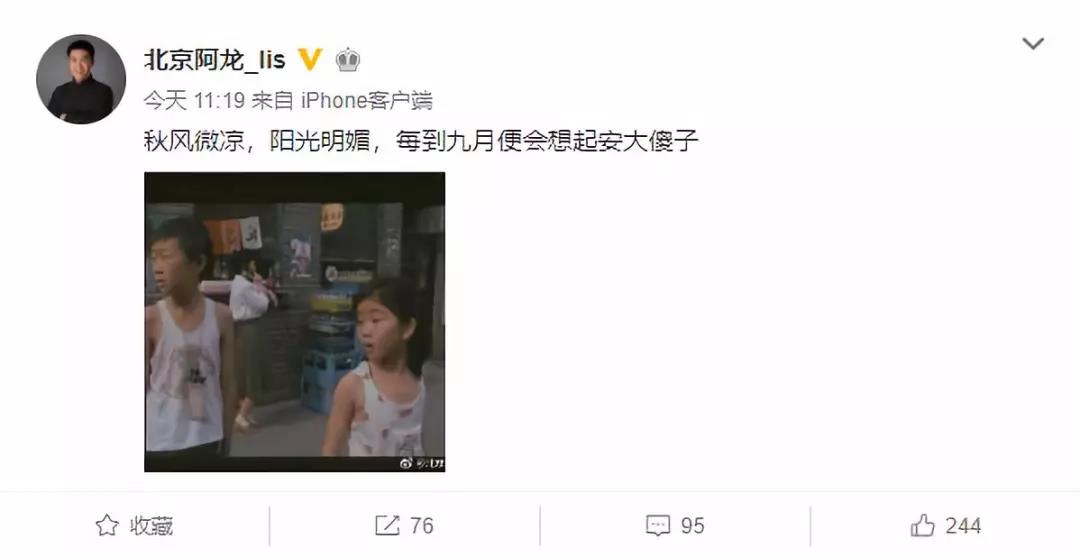 北京阿龙_lis
今天 11:19 来自 iPhone客户端
秋风微凉，阳光明媚，每到九月便会想起安大傻子
收藏
76
95
244